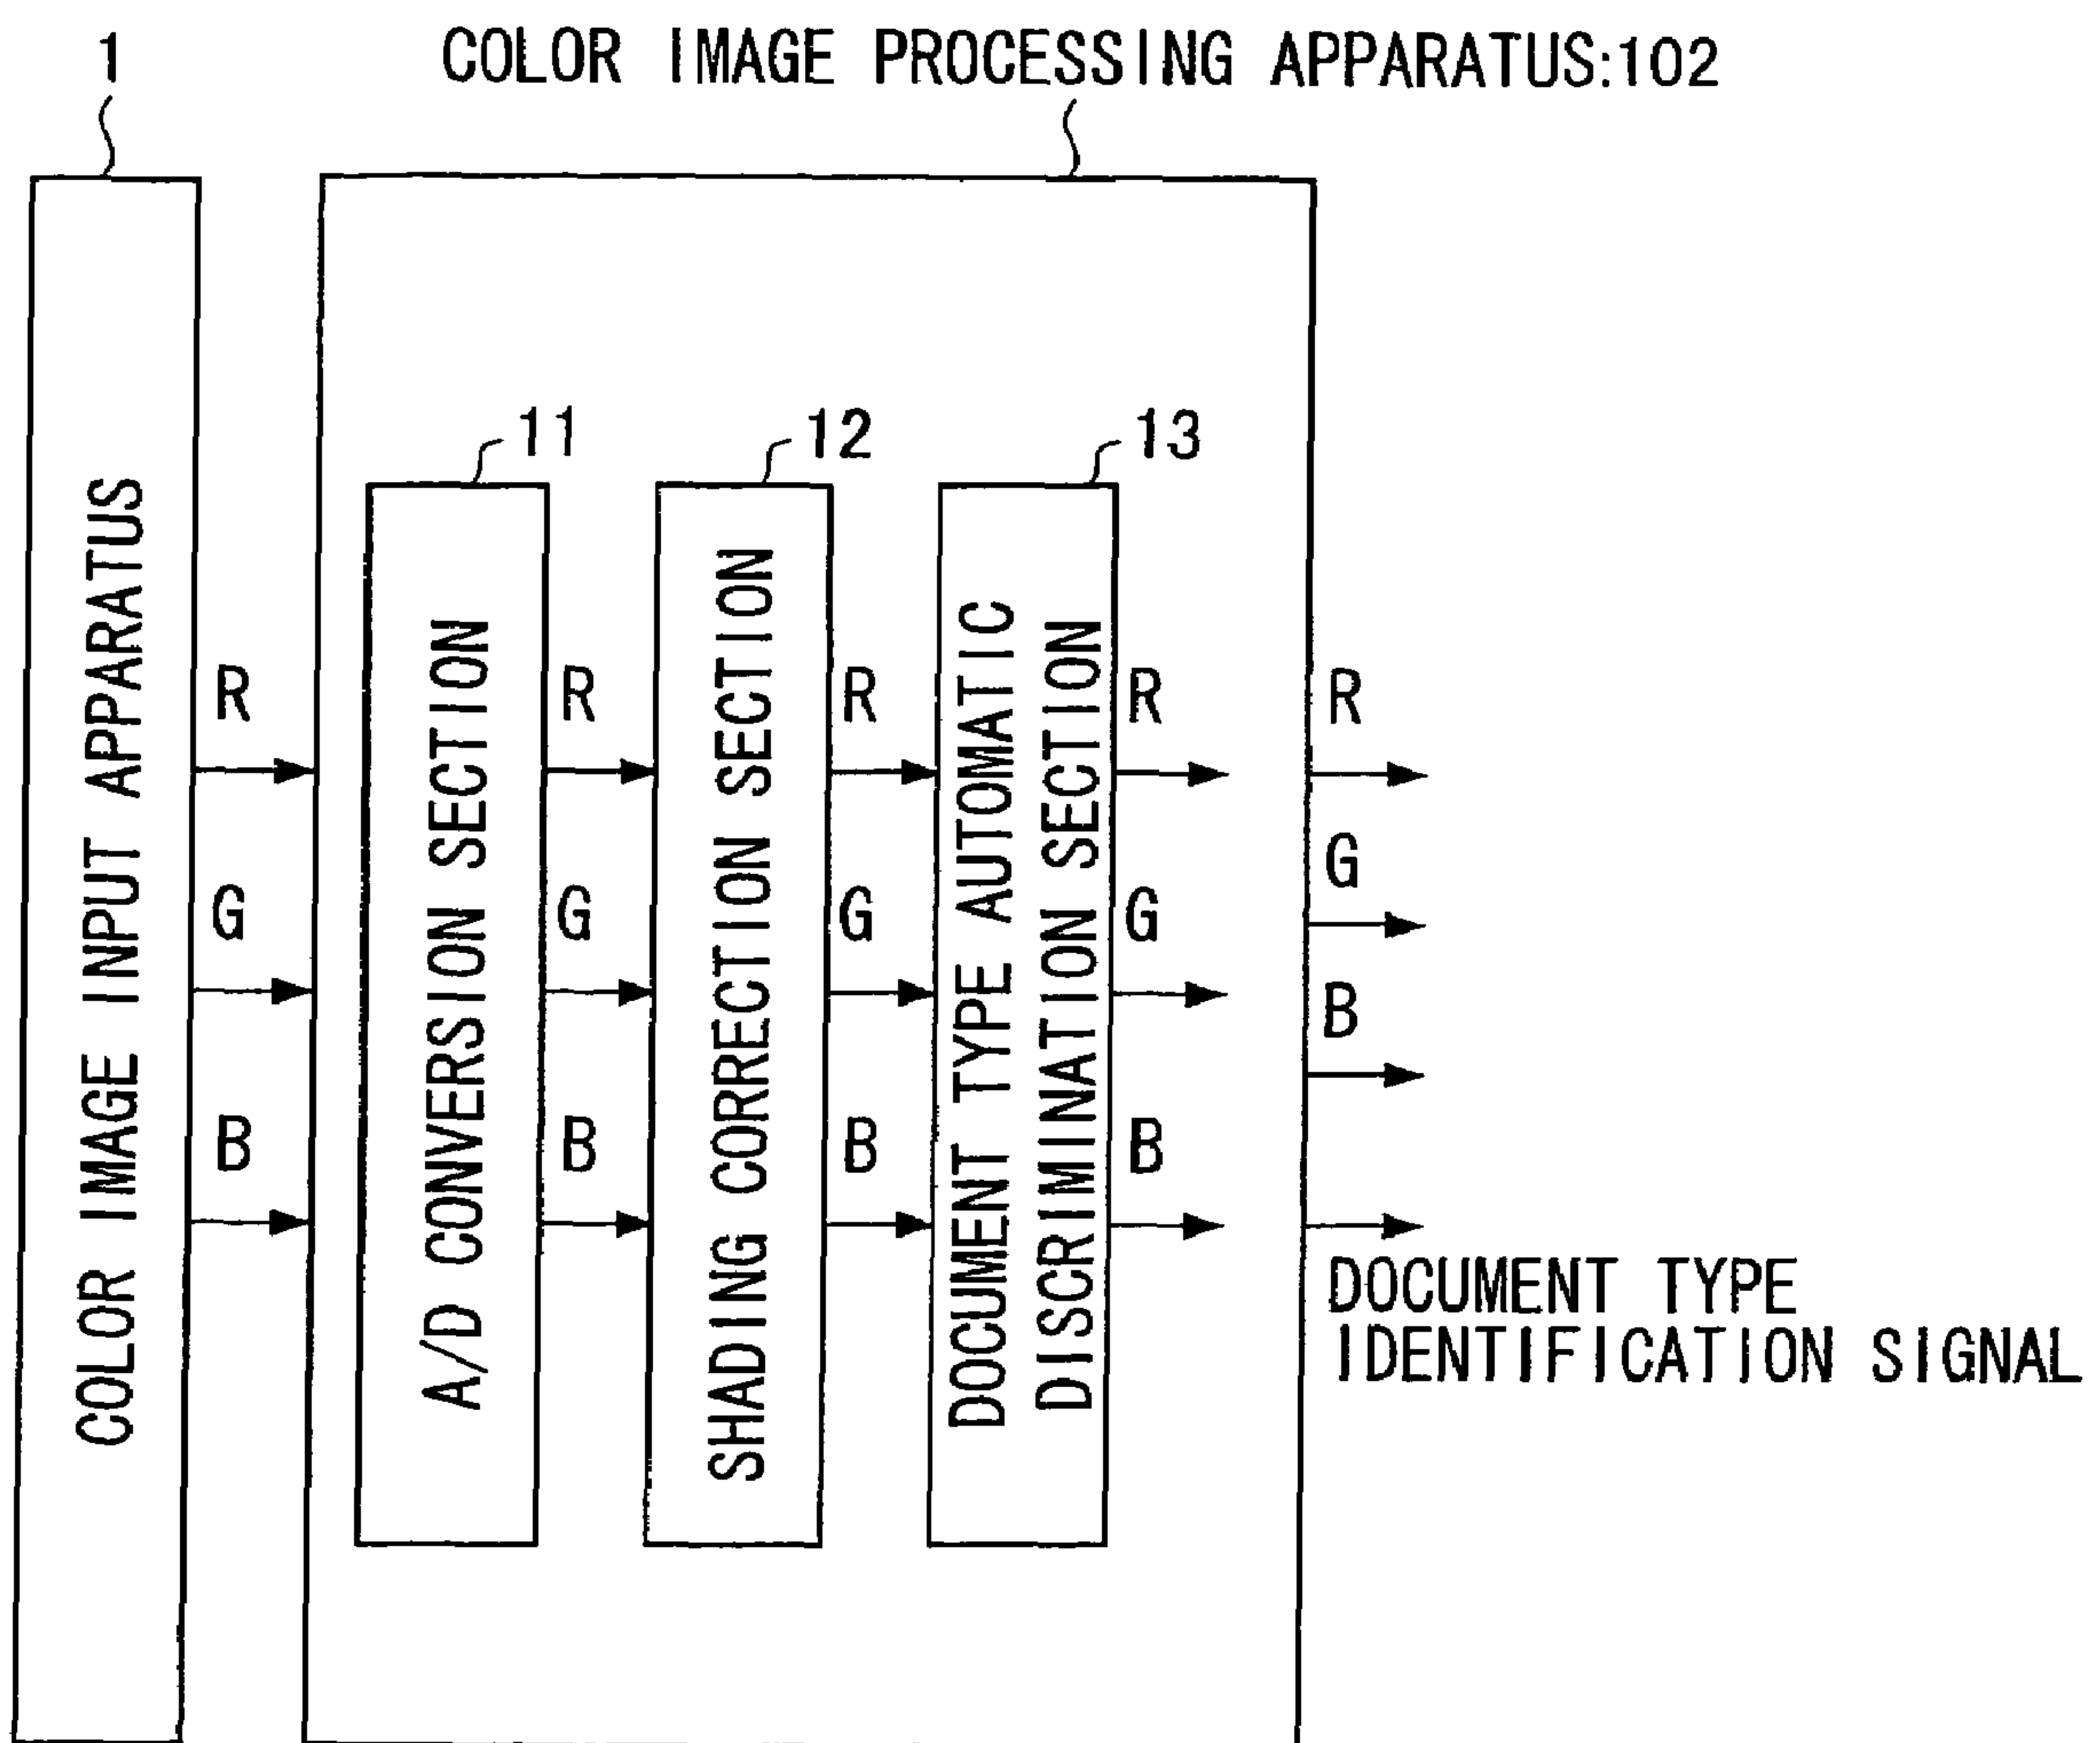 1
COLOR IMAGE PROCESSING APPARATUS:102
COLOR IMAGE INPUT APPARATUS
R
G
B
11
A/D CONVERSION SECTION
R
G
B
12
SHADING CORRECTION SECTION
R
G
B
13
DOCUMENT TYPE AUTOMATIC
DISCRIMINATION SECTION
R
G
B
R
G
B
DOCUMENT TYPE
IDENTIFICATION SIGNAL